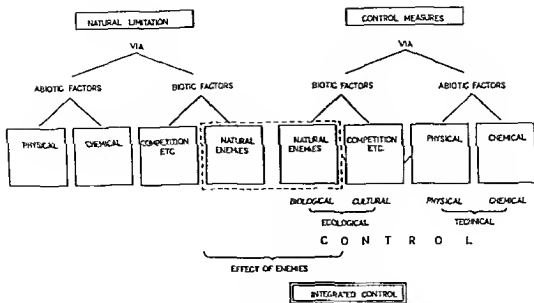 NATURAL LIMITATION CONTROL MEASURES
VIA VIA
ABIOTIC FACTORS BIOTIC FACTORS BIOTIC FACTORS ABIOTIC FACTORS
PHYSICAL CHEMICAL COMPETITION ETC. NATURAL ENEMIES NATURAL ENEMIES COMPETITION ETC. PHYSICAL CHEMICAL
BIOLOGICAL CULTURAL PHYSICAL CHEMICAL
ECOLOGICAL TECHNICAL
C O N T R O L
EFFECT OF ENEMIES
INTEGRATED CONTROL